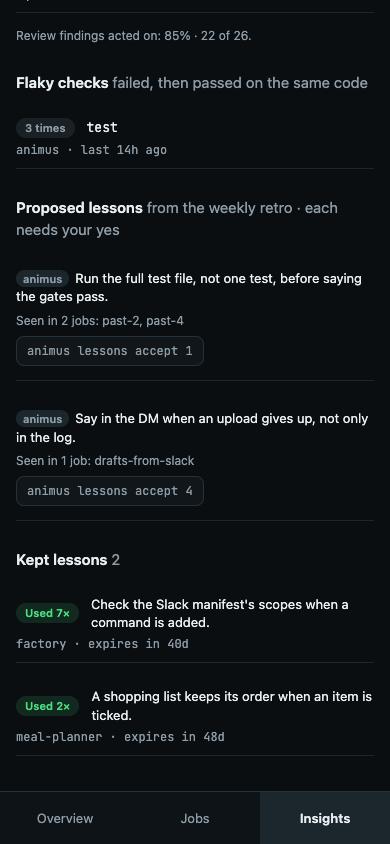 Review findings acted on: 85% · 22 of 26.
Flaky checks failed, then passed on the same code
3 times test
animus · last 14h ago
Proposed lessons from the weekly retro · each
needs your yes
animus Run the full test file, not one test, before saying
the gates pass.
Seen in 2 jobs: past-2, past-4
animus lessons accept 1
animus Say in the DM when an upload gives up, not only
in the log.
Seen in 1 job: drafts-from-slack
animus lessons accept 4
Kept lessons 2
Used 7× Check the Slack manifest's scopes when a
command is added.
factory · expires in 40d
Used 2× A shopping list keeps its order when an item is
ticked.
meal-planner · expires in 48d
Overview Jobs Insights